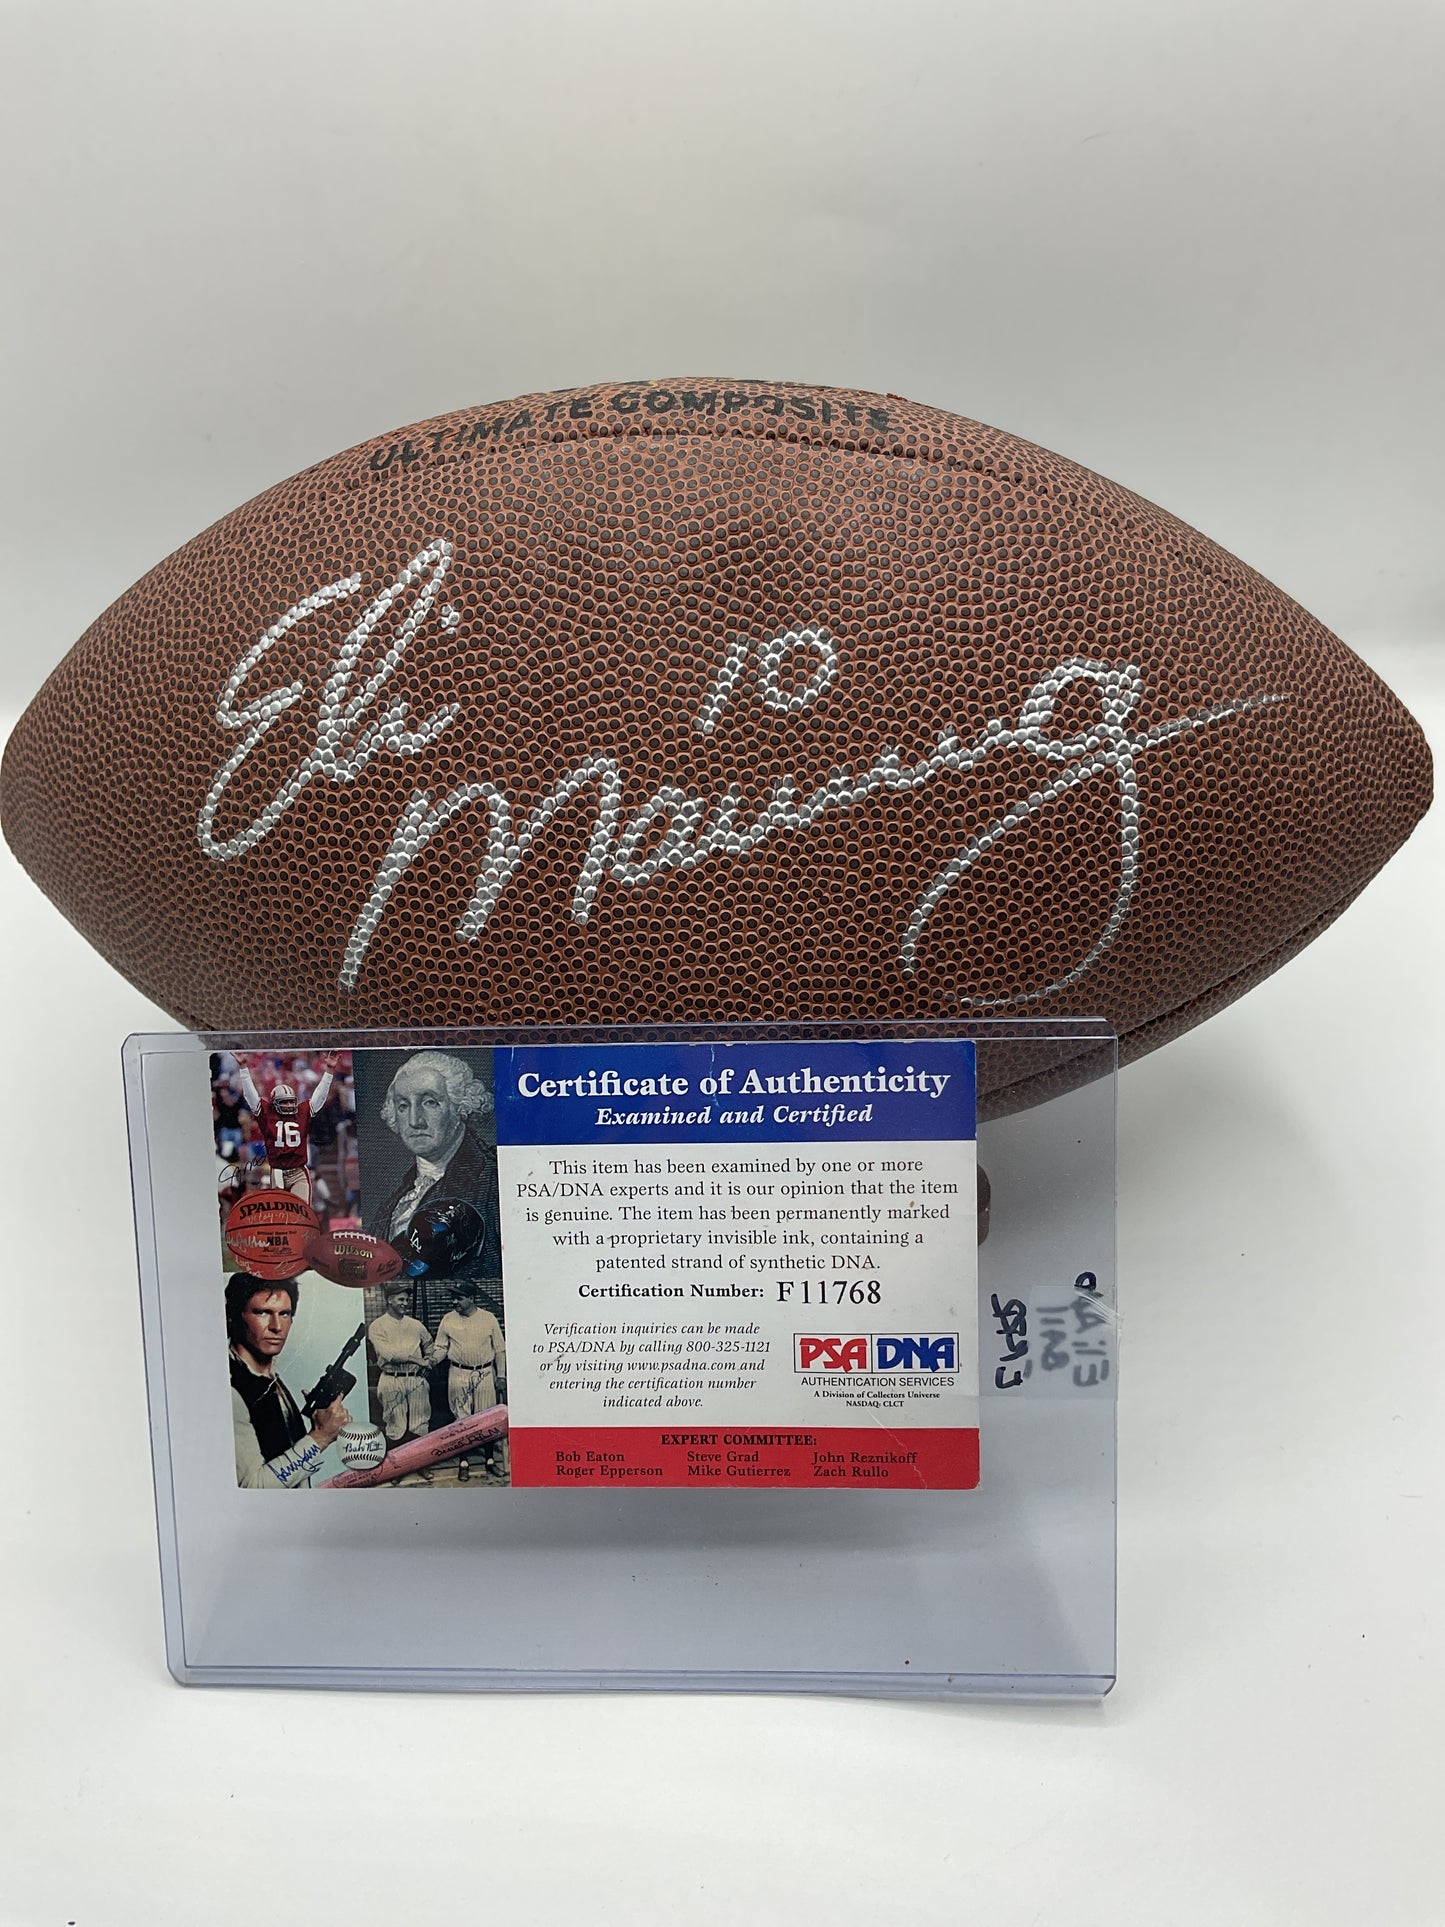 ULTIMATE COMPOSITE
Eli
10
Manning
Certificate of Authenticity
Examined and Certified
This item has been examined by one or more
PSA/DNA experts and it is our opinion that the item
is genuine. The item has been permanently marked
with a proprietary invisible ink, containing a
patented strand of synthetic DNA.
Certification Number: F11768
Verification inquiries can be made
to PSA/DNA by calling 800-325-1121
or by visiting www.psadna.com and
entering the certification number
indicated above.
PSA DNA
AUTHENTICATION SERVICES
A Division of Collectors Universe
NASDAQ: CLCT
EXPERT COMMITTEE:
Bob Eaton Steve Grad John Reznikoff
Roger Epperson Mike Gutierrez Zach Rullo
16
SPALDING
NBA
Wilson
Babe Ruth